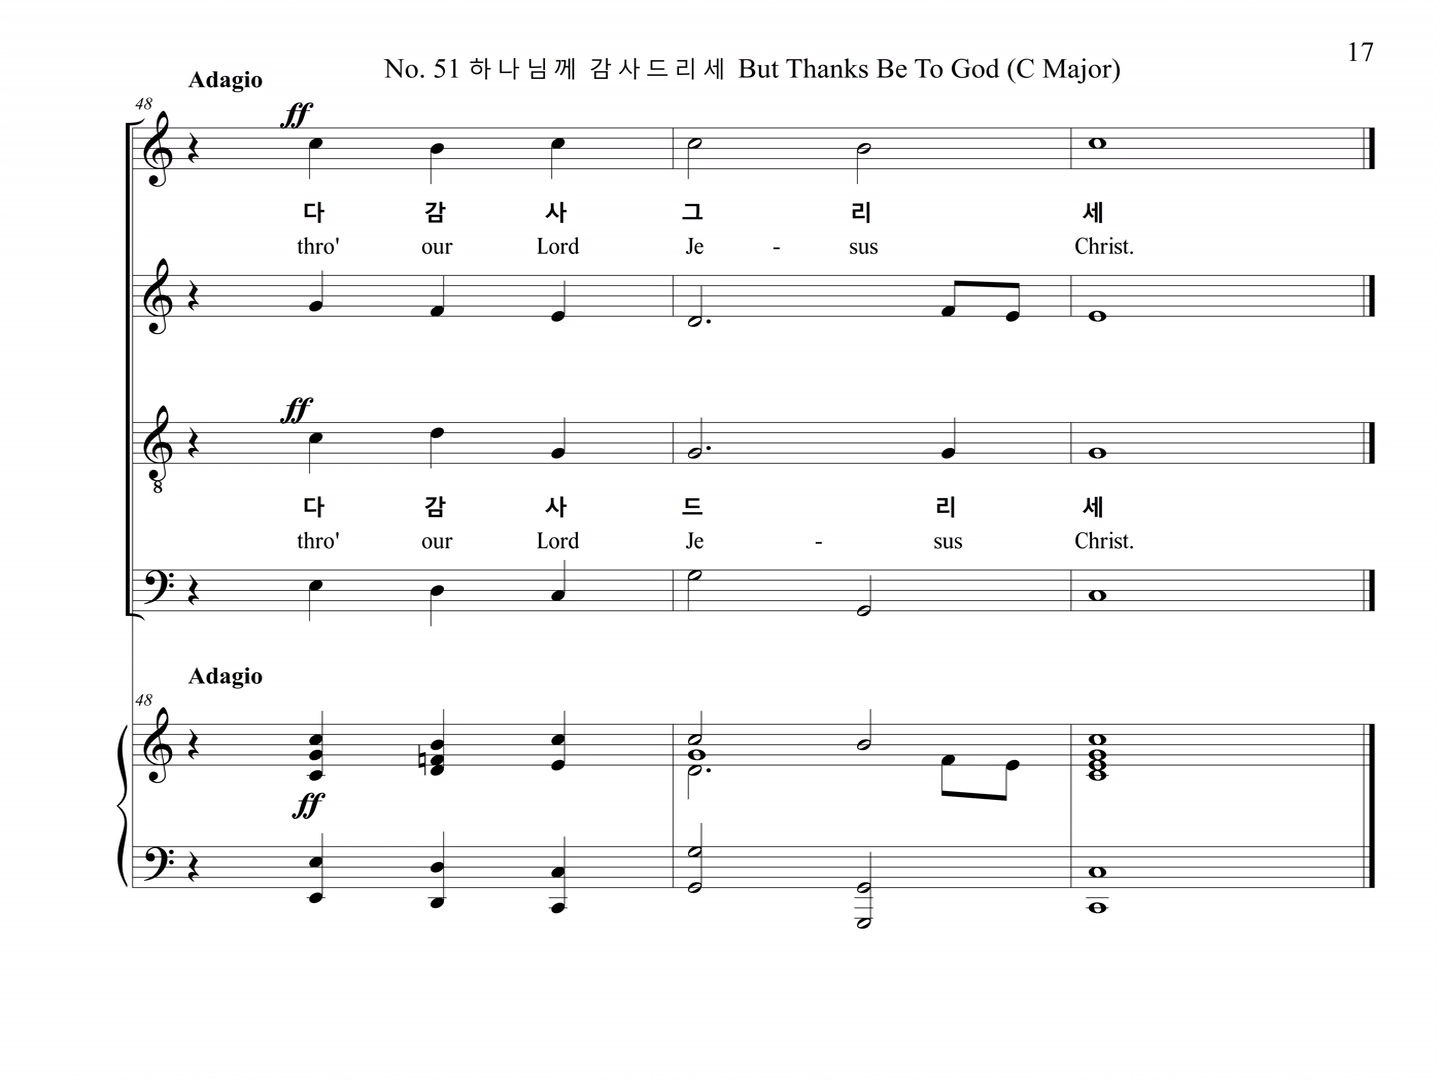 17
No. 51 하나님께 감사드리세 But Thanks Be To God (C Major)
Adagio
48
ff
다 감 사 그 리 세
thro' our Lord Je - sus Christ.
ff
8
다 감 사 드 리 세
thro' our Lord Je - sus Christ.
Adagio
48
ff